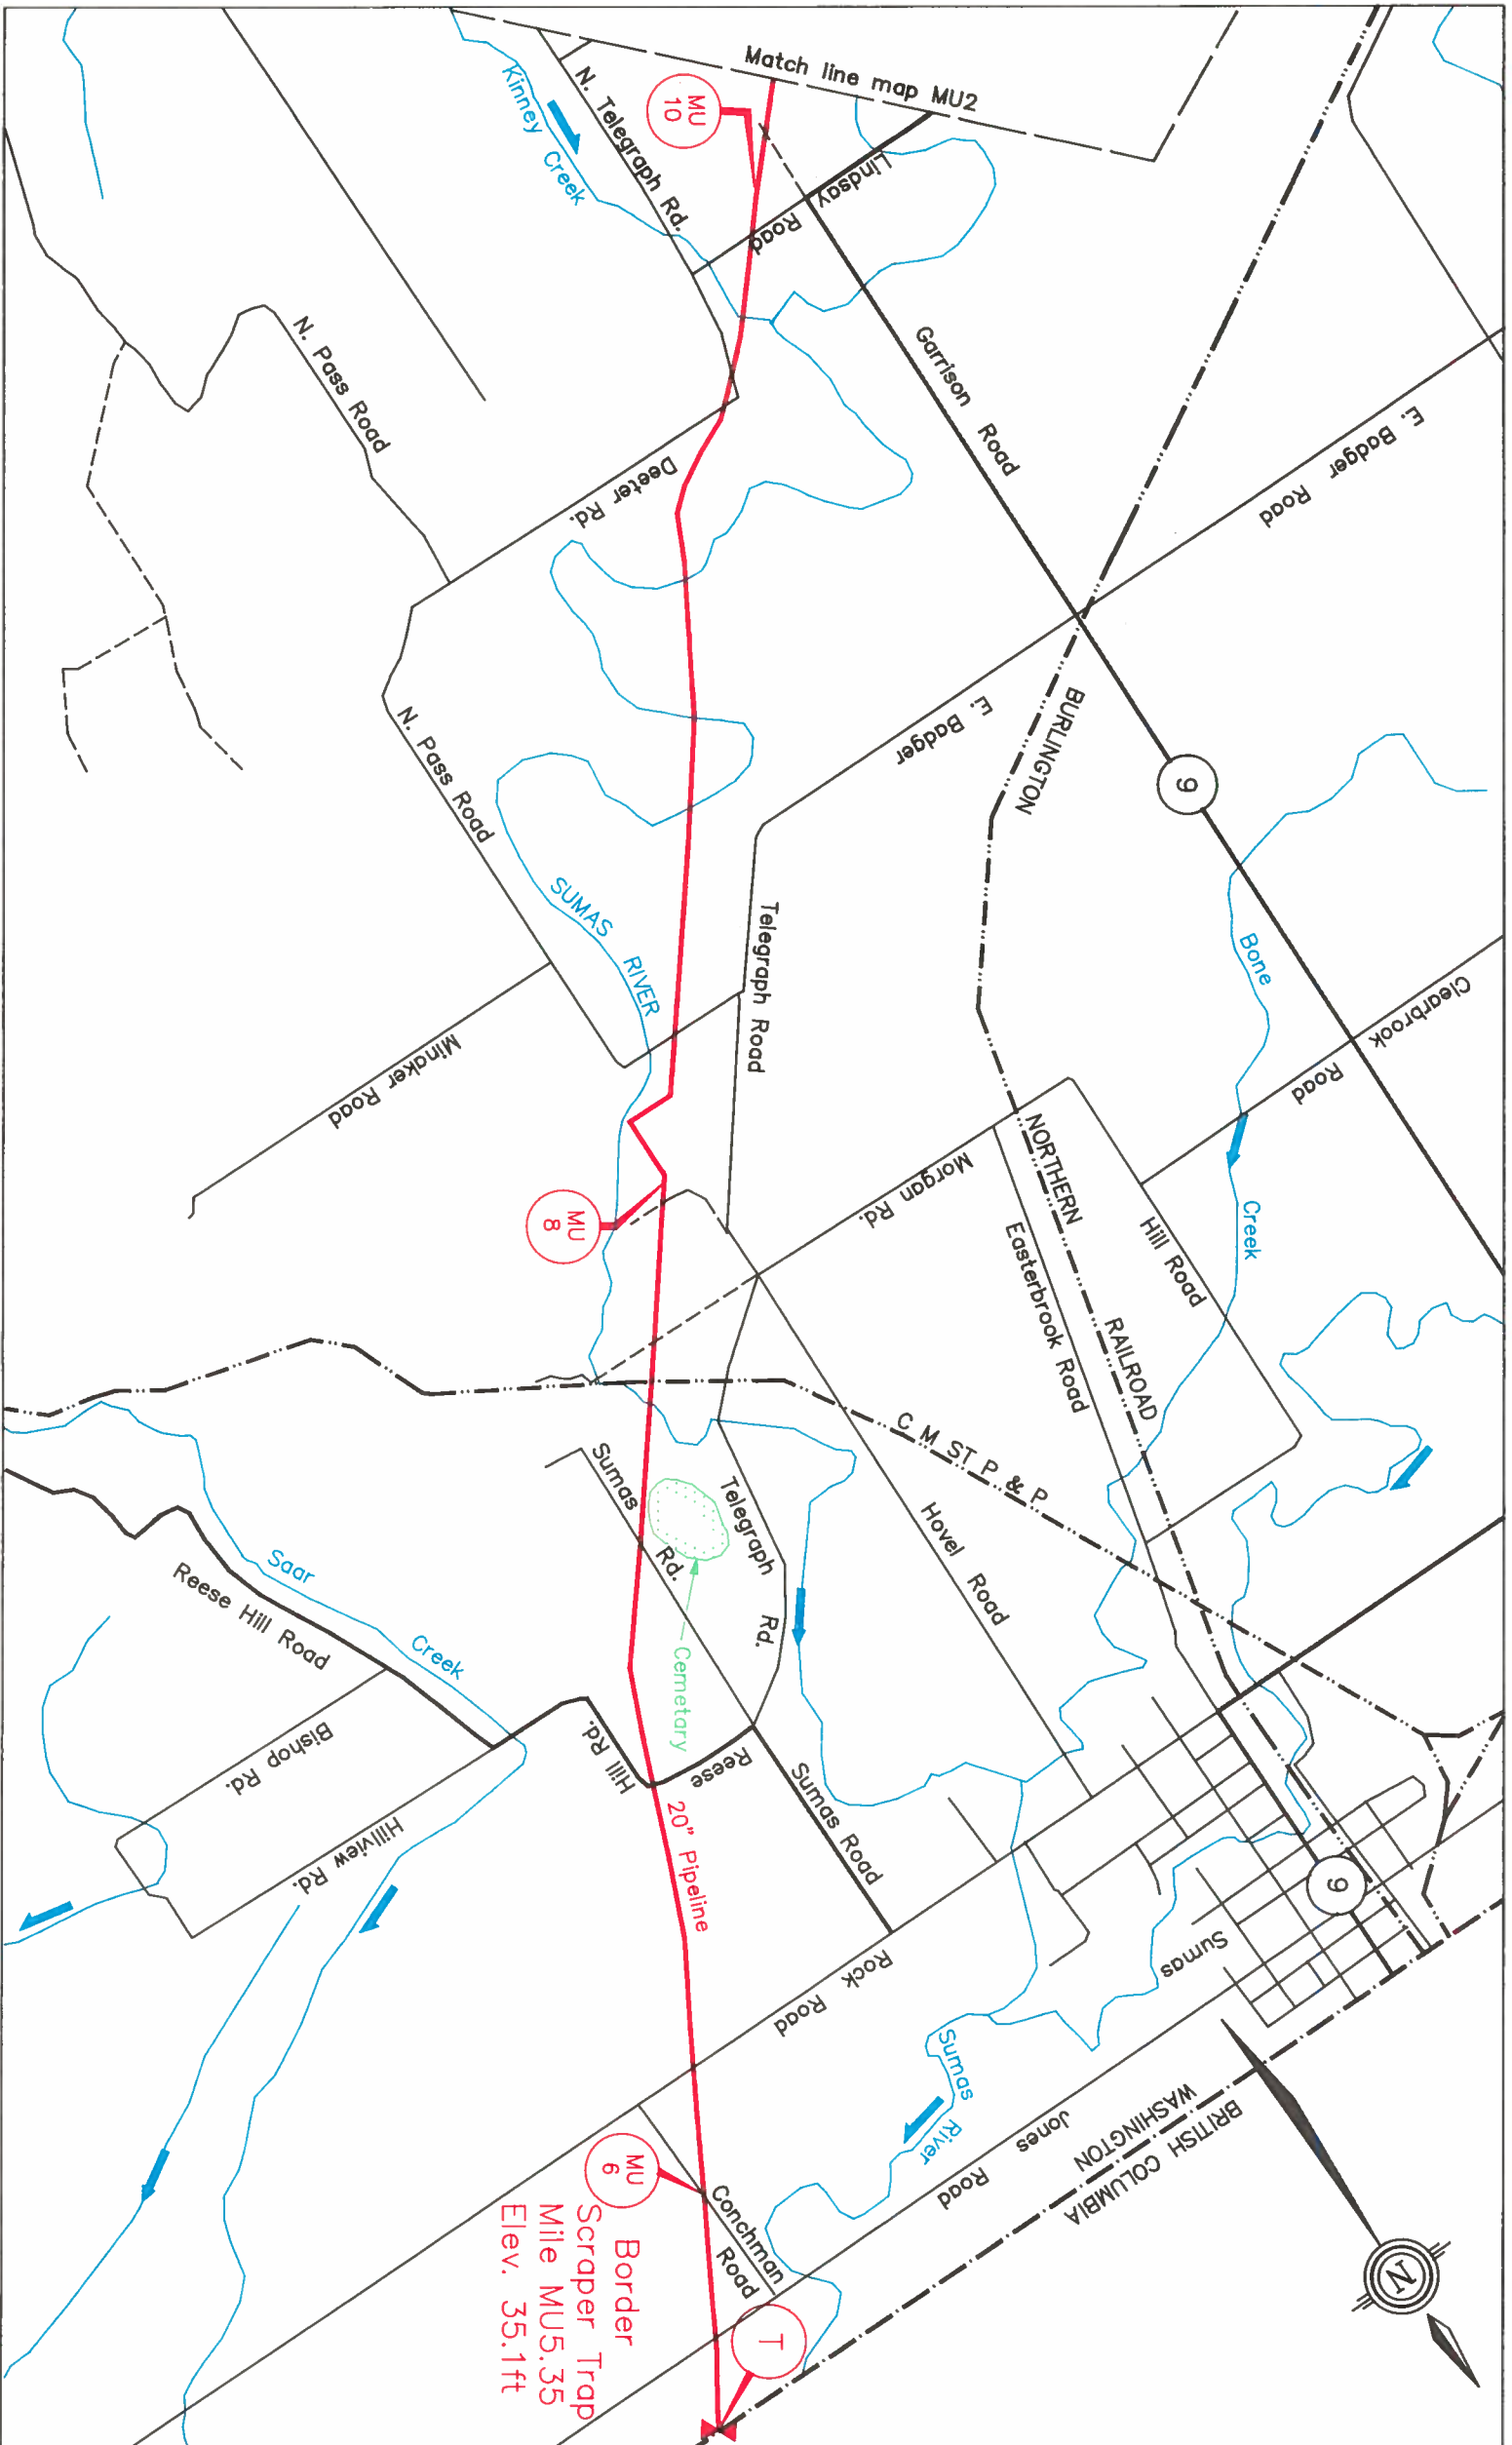 Match line map MU2
MU
10
Kinney Creek
N. Telegraph Rd.
Lindsay
Road
Garrison Road
E. Badger
Road
N. Pass Road
Deeter Rd.
E. Badger
BURLINGTON
9
N. Pass Road
SUMAS
RIVER
Telegraph Road
Bone
Creek
Clearbrook
Road
Minaker
Road
MU
8
Morgan Rd.
NORTHERN
RAILROAD
Easterbrook Road
Hill Road
C M ST P & P
Hovel Road
Sumas
Rd.
Telegraph
Rd.
Cemetary
Saar
Creek
Reese Hill Road
Bishop
Rd.
Hillview Rd.
Reese
Hill Rd.
Sumas Road
20" Pipeline
Rock
Road
9
Sumas
Sumas
River
Jones
Road
BRITISH COLUMBIA
WASHINGTON
MU
6
Conchman
Road
Border
Scraper Trap
Mile MU5.35
Elev. 35.1ft
T
N